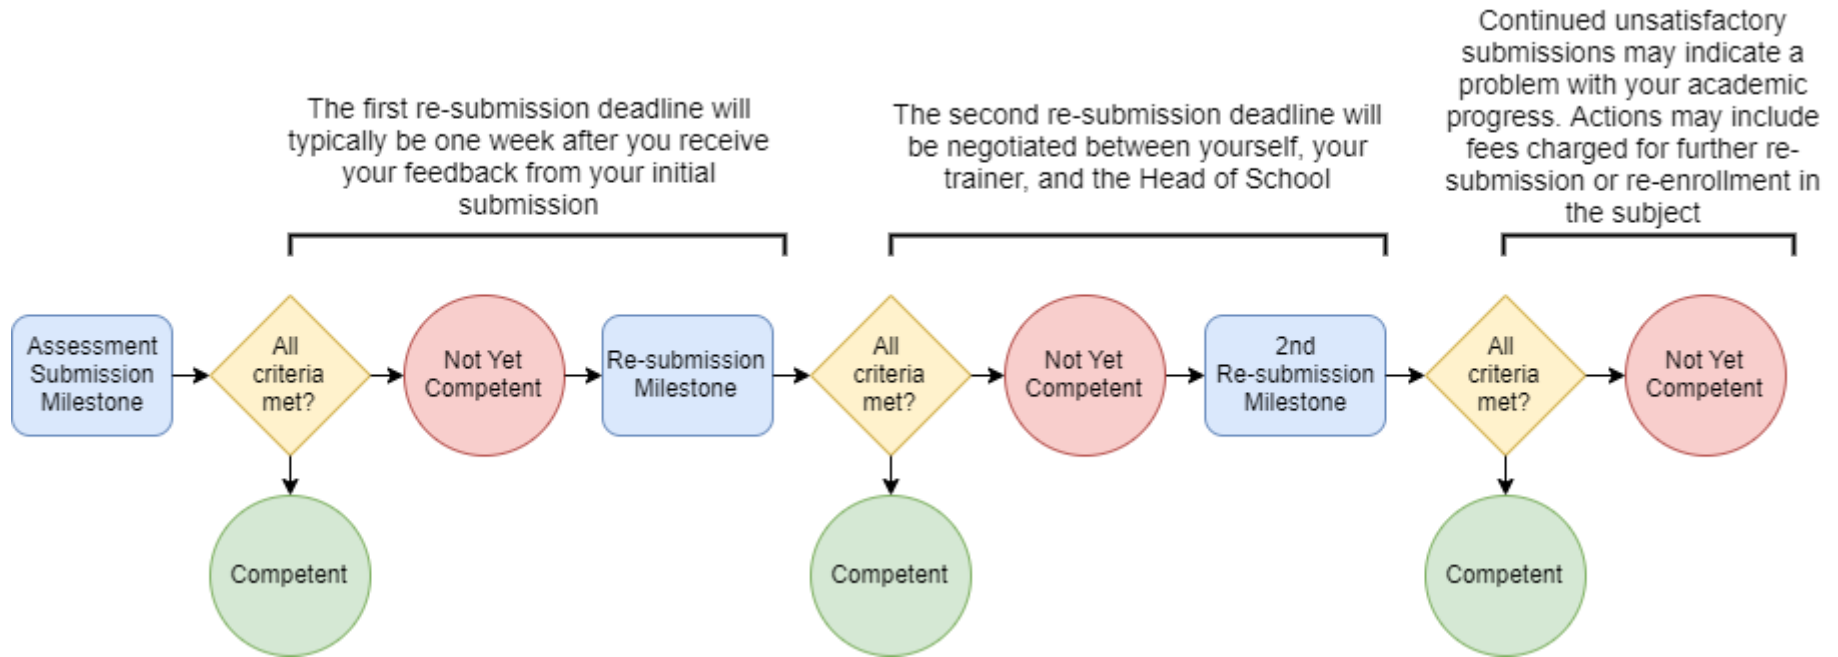 The first re-submission deadline will
typically be one week after you receive
your feedback from your initial
submission
The second re-submission deadline will
be negotiated between yourself, your
trainer, and the Head of School
Continued unsatisfactory
submissions may indicate a
problem with your academic
progress. Actions may include
fees charged for further re-
submission or re-enrollment in
the subject
Assessment
Submission
Milestone
All
criteria
met?
Not Yet
Competent
Re-submission
Milestone
All
criteria
met?
Not Yet
Competent
2nd
Re-submission
Milestone
All
criteria
met?
Not Yet
Competent
Competent
Competent
Competent